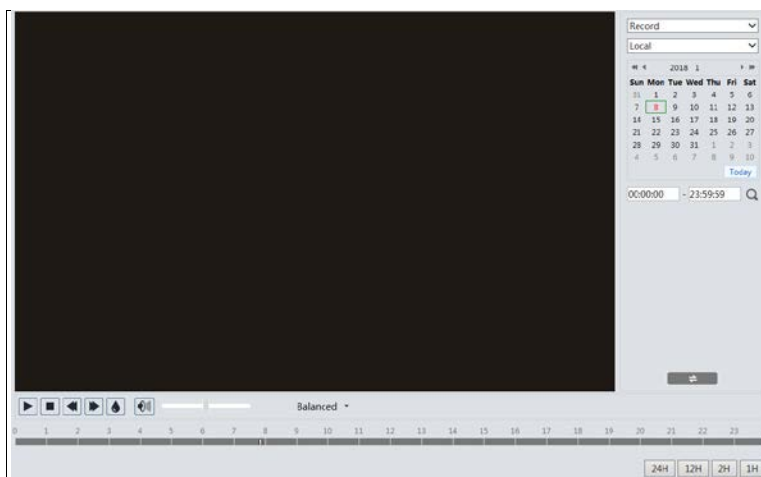 Record
Local
2018 1
Sun Mon Tue Wed Thu Fri Sat
31 1 2 3 4 5 6
7 8 9 10 11 12 13
14 15 16 17 18 19 20
21 22 23 24 25 26 27
28 29 30 31 1 2 3
4 5 6 7 8 9 10
Today
00:00:00 - 23:59:59
Balanced
0 1 2 3 4 5 6 7 8 9 10 11 12 13 14 15 16 17 18 19 20 21 22 23
24H 12H 2H 1H